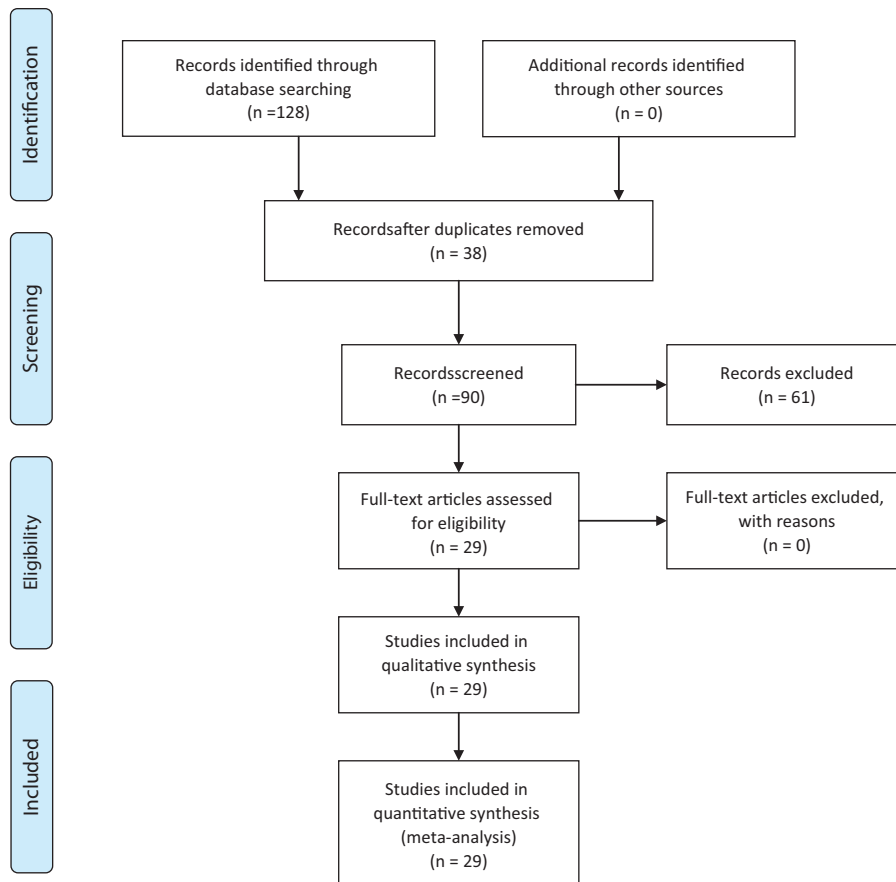 Identification
Records identified through
database searching
(n =128)
Additional records identified
through other sources
(n = 0)
Recordsafter duplicates removed
(n = 38)
Screening
Recordsscreened
(n =90)
Records excluded
(n = 61)
Eligibility
Full-text articles assessed
for eligibility
(n = 29)
Full-text articles excluded,
with reasons
(n = 0)
Studies included in
qualitative synthesis
(n = 29)
Included
Studies included in
quantitative synthesis
(meta-analysis)
(n = 29)